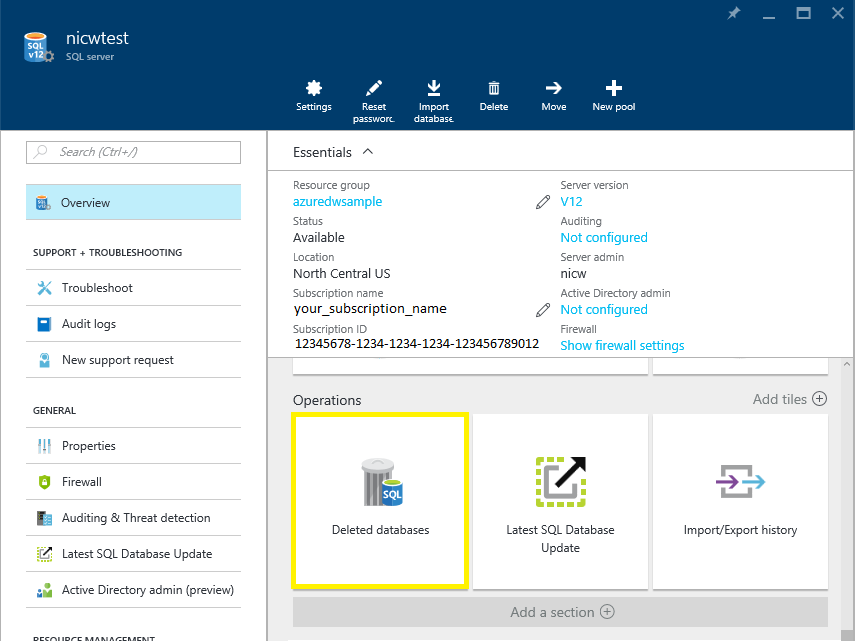 SQL
v12
nicwtest
SQL server
Settings
Reset
passworc
Import
database
Delete
Move
New pool
Search (Ctrl+/)
Overview
SUPPORT + TROUBLESHOOTING
Troubleshoot
Audit logs
New support request
GENERAL
Properties
Firewall
Auditing & Threat detection
Latest SQL Database Update
Active Directory admin (preview)
RESOURCE MANAGEMENT
Essentials
Resource group
azuredwsample
Status
Available
Location
North Central US
Subscription name
your_subscription_name
Subscription ID
12345678-1234-1234-1234-123456789012
Server version
V12
Auditing
Not configured
Server admin
nicw
Active Directory admin
Not configured
Firewall
Show firewall settings
Operations
Add tiles
SQL
Deleted databases
Latest SQL Database
Update
Import/Export history
Add a section